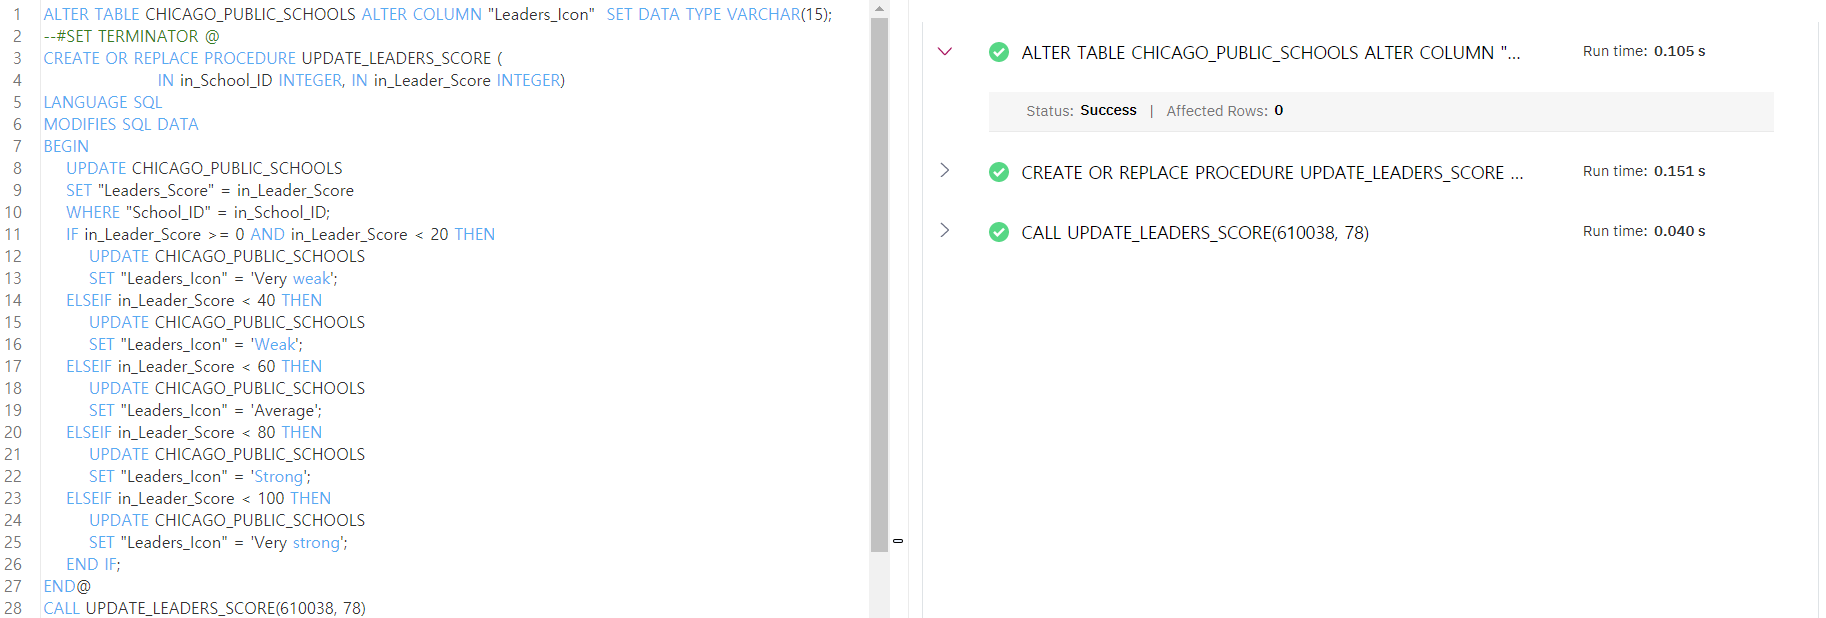 1 ALTER TABLE CHICAGO_PUBLIC_SCHOOLS ALTER COLUMN "Leaders_Icon"  SET DATA TYPE VARCHAR(15);
2 --#SET TERMINATOR @
3 CREATE OR REPLACE PROCEDURE UPDATE_LEADERS_SCORE (
4 IN in_School_ID INTEGER, IN in_Leader_Score INTEGER)
5 LANGUAGE SQL
6 MODIFIES SQL DATA
7 BEGIN
8 UPDATE CHICAGO_PUBLIC_SCHOOLS
9 SET "Leaders_Score" = in_Leader_Score
10 WHERE "School_ID" = in_School_ID;
11 IF in_Leader_Score >= 0 AND in_Leader_Score < 20 THEN
12 UPDATE CHICAGO_PUBLIC_SCHOOLS
13 SET "Leaders_Icon" = 'Very weak';
14 ELSEIF in_Leader_Score < 40 THEN
15 UPDATE CHICAGO_PUBLIC_SCHOOLS
16 SET "Leaders_Icon" = 'Weak';
17 ELSEIF in_Leader_Score < 60 THEN
18 UPDATE CHICAGO_PUBLIC_SCHOOLS
19 SET "Leaders_Icon" = 'Average';
20 ELSEIF in_Leader_Score < 80 THEN
21 UPDATE CHICAGO_PUBLIC_SCHOOLS
22 SET "Leaders_Icon" = 'Strong';
23 ELSEIF in_Leader_Score < 100 THEN
24 UPDATE CHICAGO_PUBLIC_SCHOOLS
25 SET "Leaders_Icon" = 'Very strong';
26 END IF;
27 END@
28 CALL UPDATE_LEADERS_SCORE(610038, 78)
ALTER TABLE CHICAGO_PUBLIC_SCHOOLS ALTER COLUMN "... Run time: 0.105 s
Status: Success | Affected Rows: 0
CREATE OR REPLACE PROCEDURE UPDATE_LEADERS_SCORE ... Run time: 0.151 s
CALL UPDATE_LEADERS_SCORE(610038, 78) Run time: 0.040 s